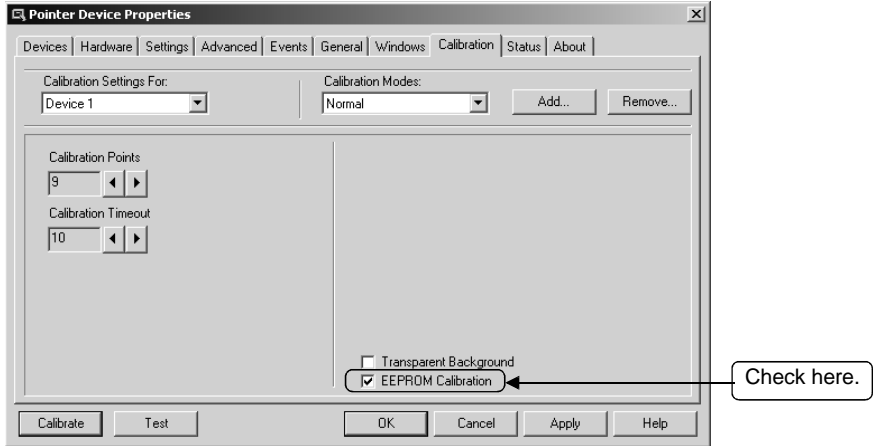 Pointer Device Properties
Devices Hardware Settings Advanced Events General Windows Calibration Status About
Calibration Settings For: Calibration Modes:
Device 1 Normal Add... Remove...
Calibration Points
9
Calibration Timeout
10
Transparent Background
EEPROM Calibration
Check here.
Calibrate Test OK Cancel Apply Help